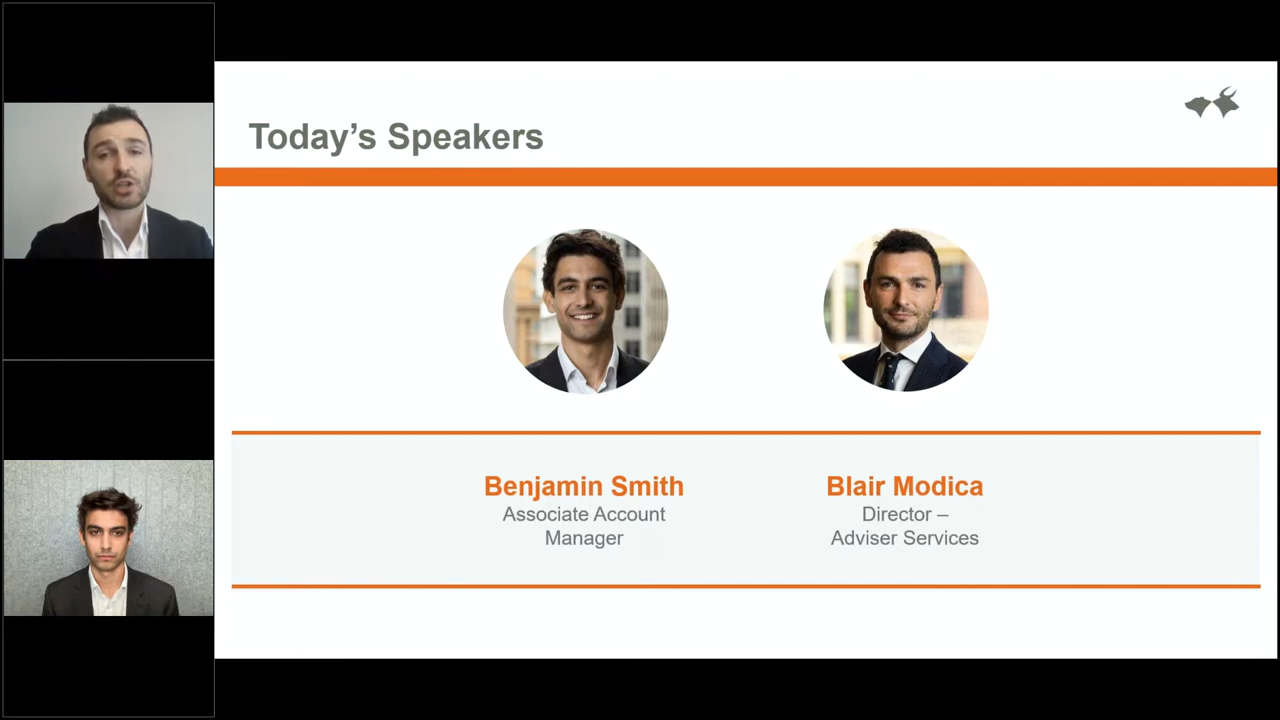 Today’s Speakers
Benjamin Smith
Associate Account
Manager
Blair Modica
Director –
Adviser Services